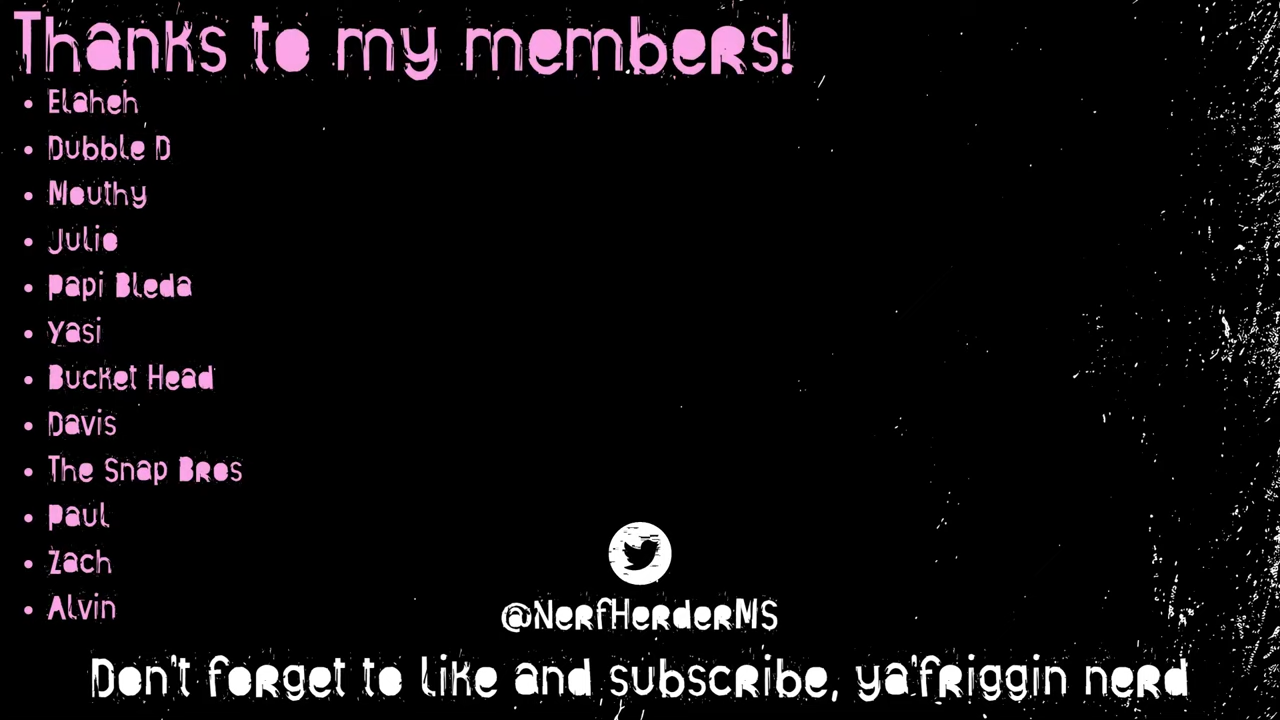 Thanks to my members!
• Elaheh
• Dubble D
• Mouthy
• Julio
• Papi Bleda
• Yasi
• Bucket Head
• Davis
• The Snap Bros
• Paul
• Zach
• Alvin
@NerfHerderMS
Don't forget to like and subscribe, ya'friggin nerd